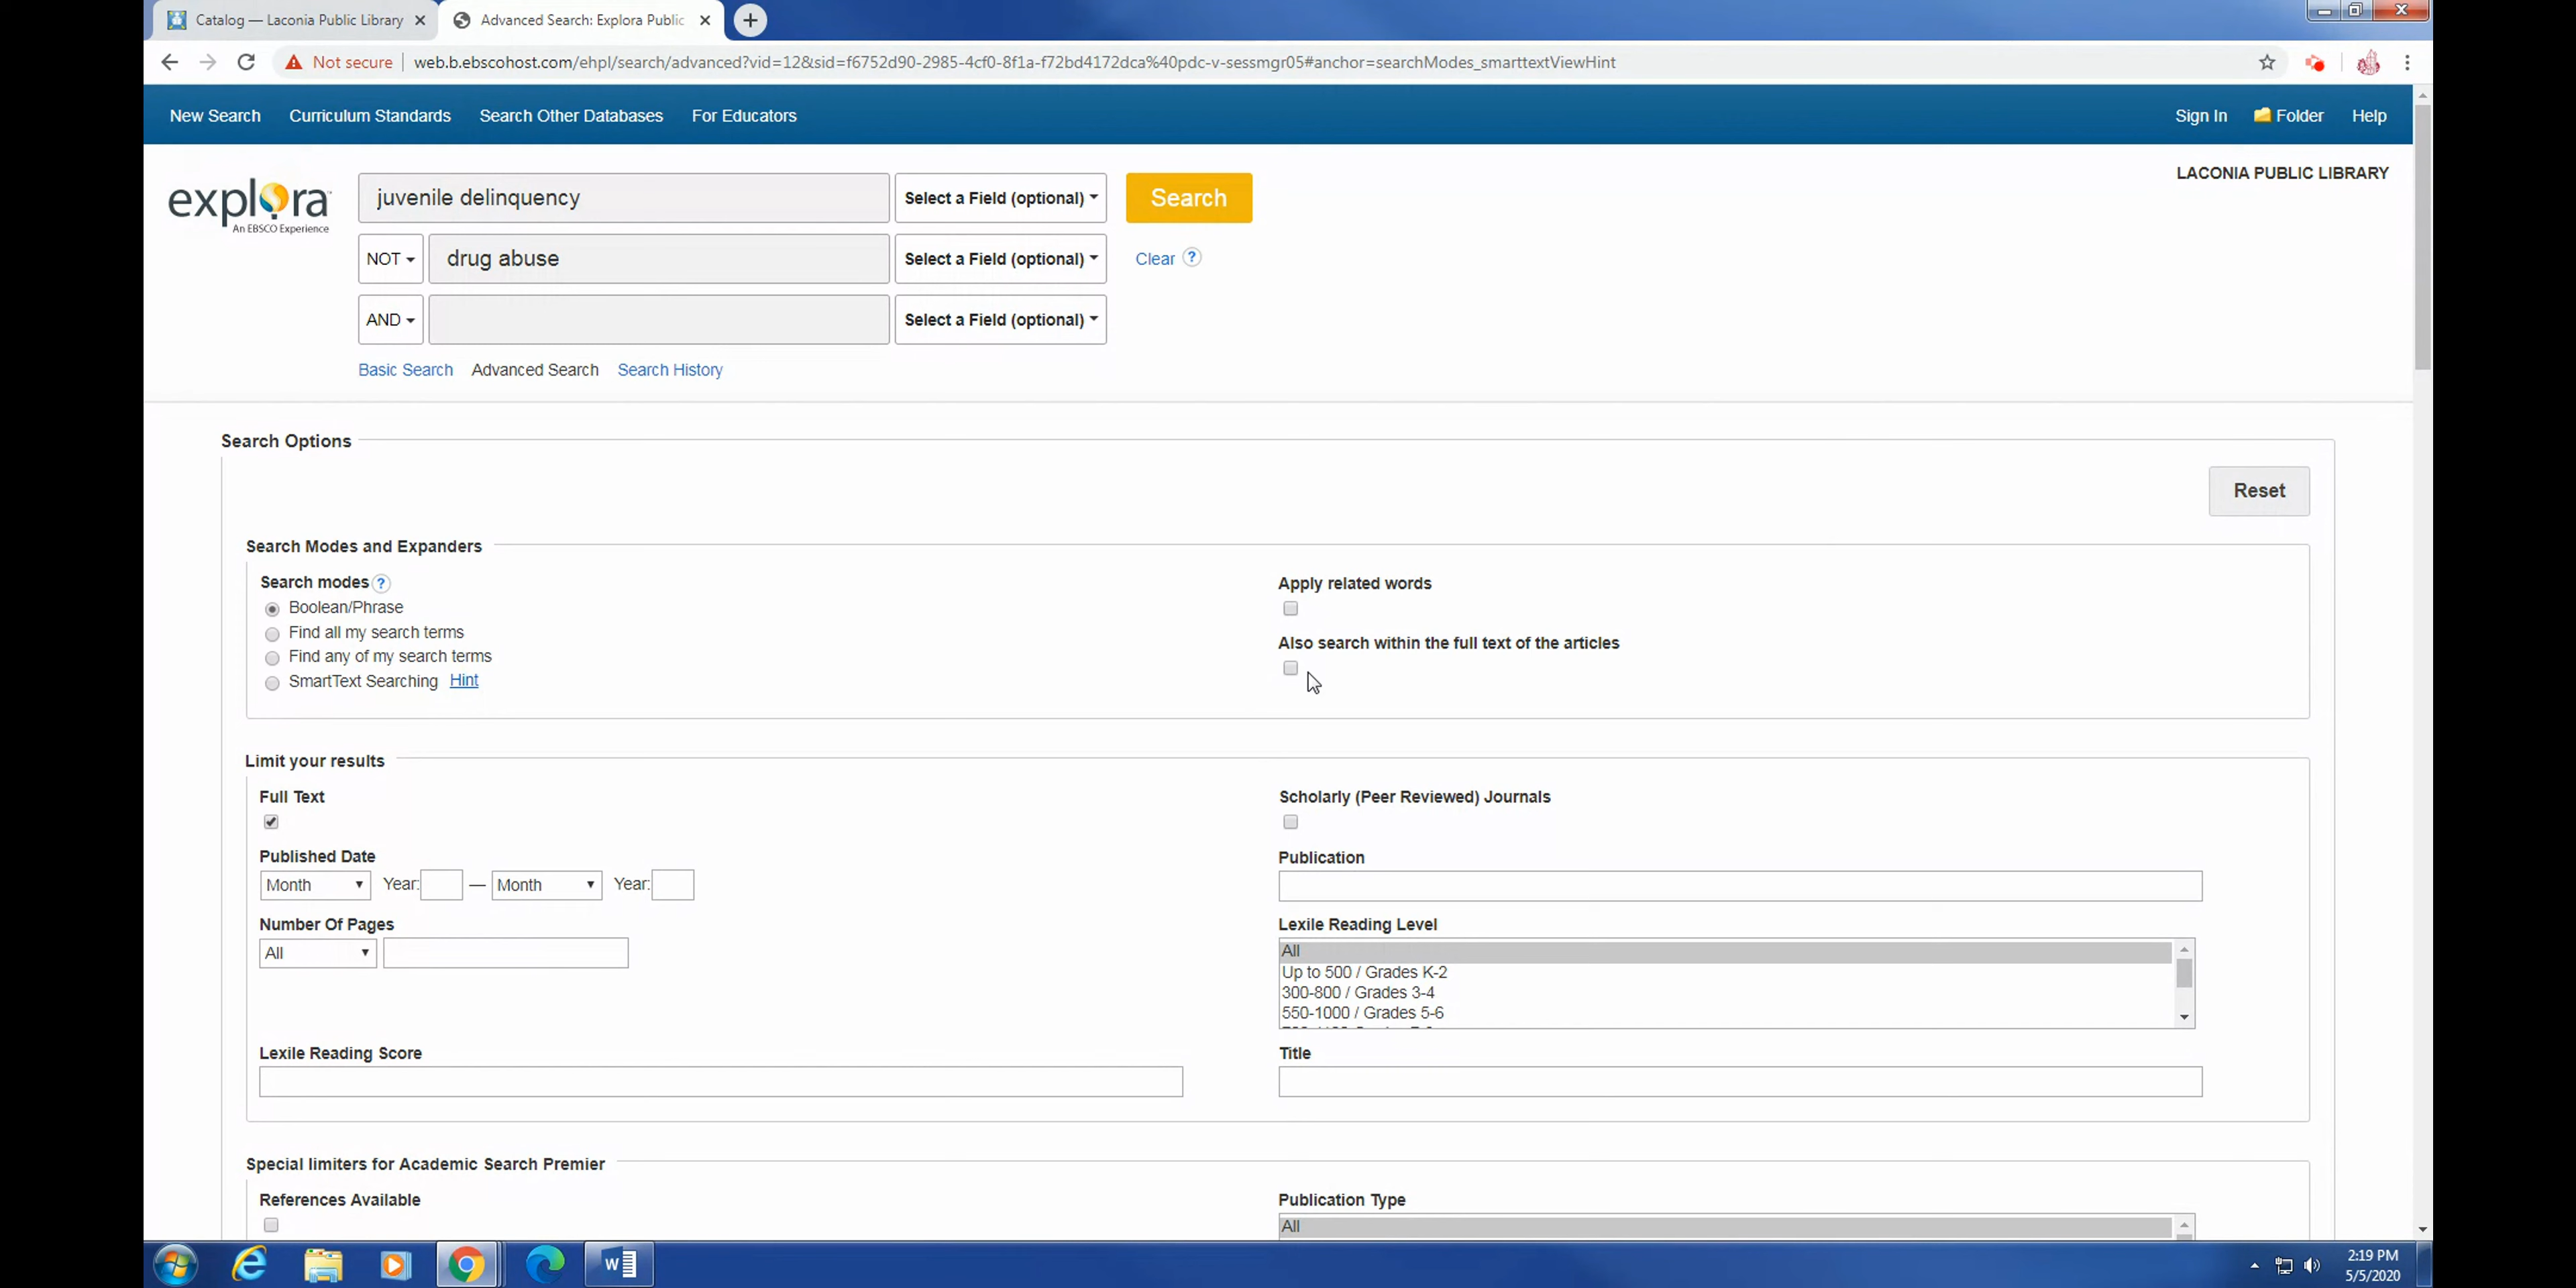 Catalog — Laconia Public Library
Advanced Search: Explora Public
Not secure web.b.ebscohost.com/ehpl/search/advanced?vid=12&sid=f6752d90-2985-4cf0-8f1a-f72bd4172dca%40pdc-v-sessmgr05#anchor=searchModes_smarttextViewHint
New Search Curriculum Standards Search Other Databases For Educators Sign In Folder Help
LACONIA PUBLIC LIBRARY
explora
An EBSCO Experience
juvenile delinquency Select a Field (optional) Search
NOT drug abuse Select a Field (optional) Clear ?
AND Select a Field (optional)
Basic Search Advanced Search Search History
Search Options
Reset
Search Modes and Expanders
Search modes ?
Boolean/Phrase
Find all my search terms
Find any of my search terms
SmartText Searching Hint
Apply related words
Also search within the full text of the articles
Limit your results
Full Text
Scholarly (Peer Reviewed) Journals
Published Date
Month Year: — Month Year:
Publication
Number Of Pages
All
Lexile Reading Level
All
Up to 500 / Grades K-2
300-800 / Grades 3-4
550-1000 / Grades 5-6
Lexile Reading Score
Title
Special limiters for Academic Search Premier
References Available
Publication Type
All
W
2:19 PM
5/5/2020